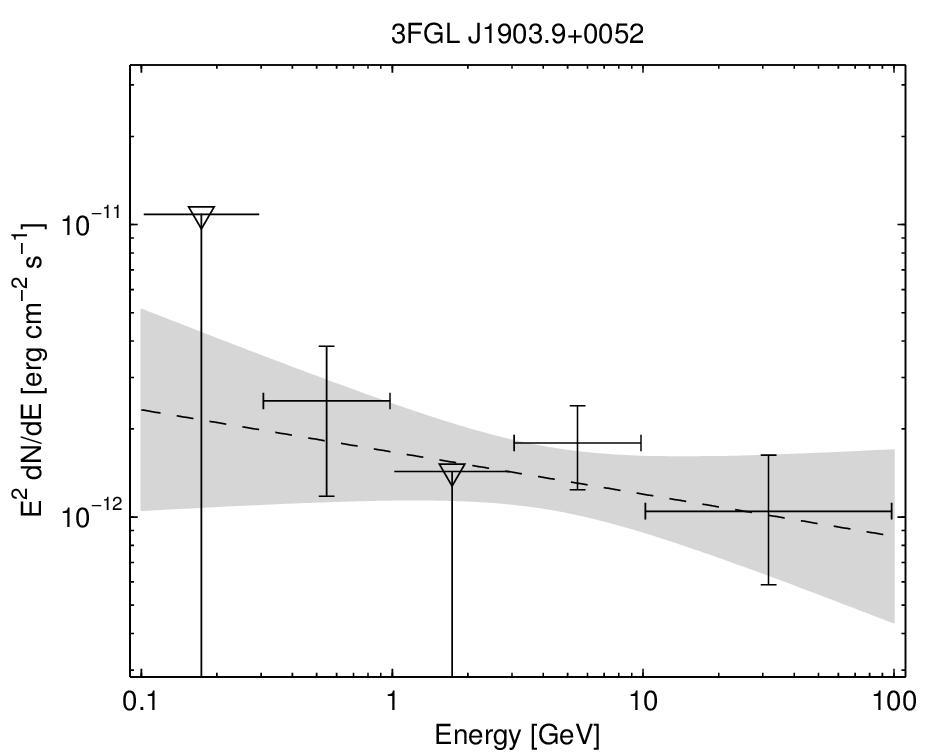 3FGL J1903.9+0052
E² dN/dE [erg cm⁻² s⁻¹]
10⁻¹¹
10⁻¹²
0.1 1 10 100
Energy [GeV]